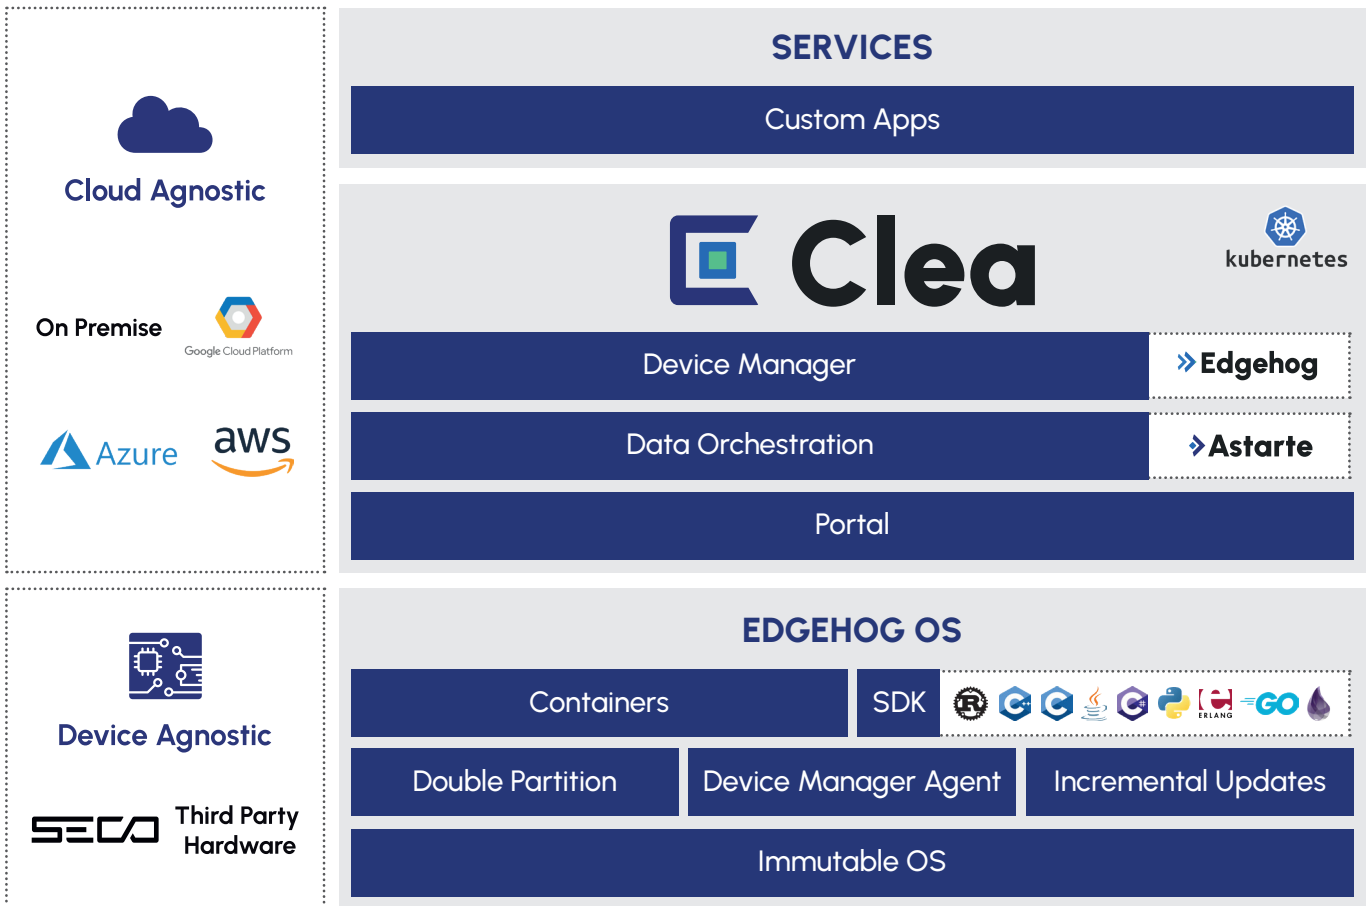 SERVICES
Custom Apps
Cloud Agnostic
On Premise
Google Cloud Platform
Azure
aws
Clea
kubernetes
Device Manager
Edgehog
Data Orchestration
Astarte
Portal
Device Agnostic
SECO
Third Party
Hardware
EDGEHOG OS
Containers
SDK
R
C++
C
Java
C#
ERLANG
GO
Double Partition
Device Manager Agent
Incremental Updates
Immutable OS